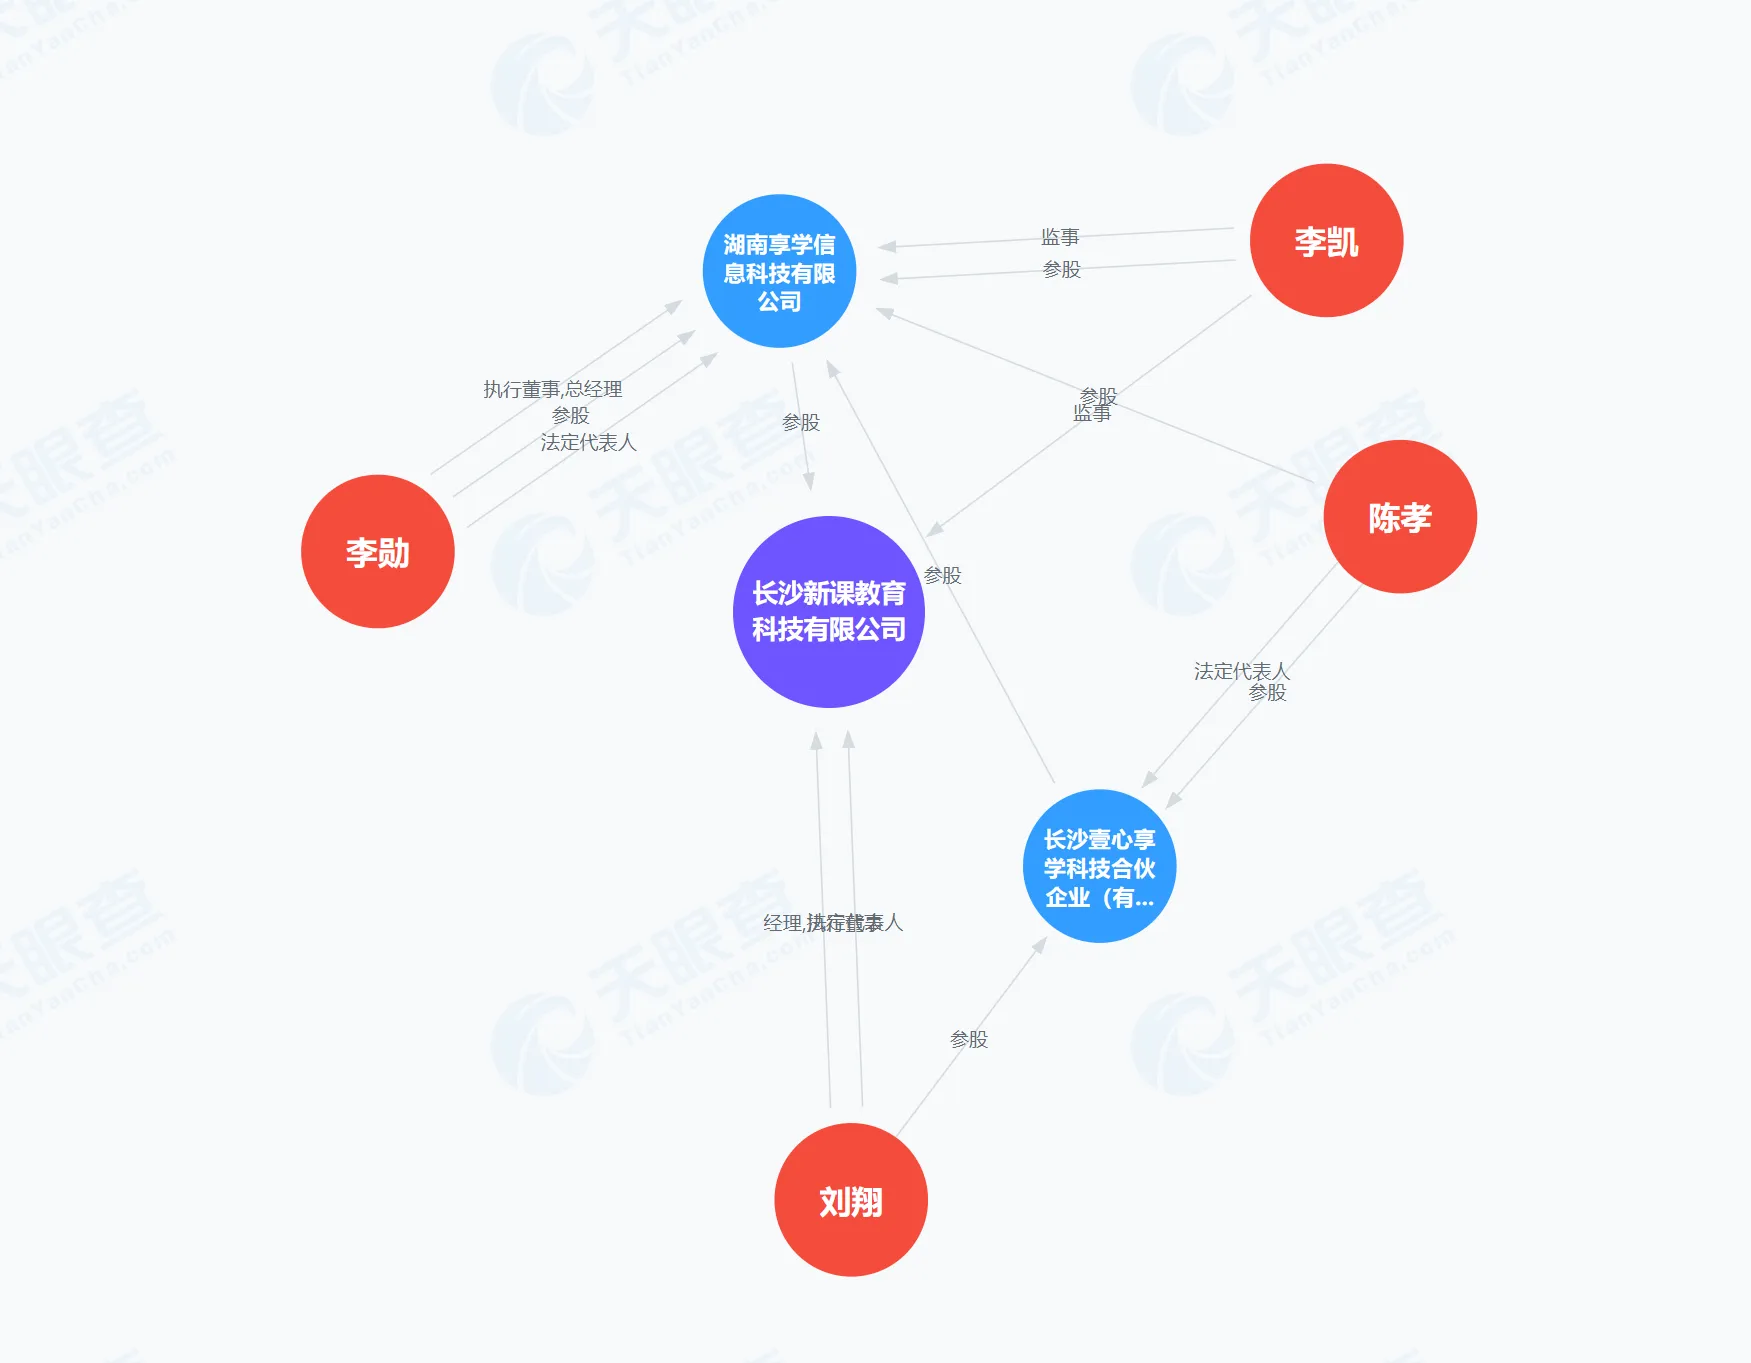 天眼查
TianYanCha.com
湖南享学信
息科技有限
公司
李凯
监事
参股
执行董事,总经理
参股
法定代表人
参股
参股
监事
李勋
陈孝
长沙新课教育
科技有限公司
参股
法定代表人
参股
长沙壹心享
学科技合伙
企业（有...
经理,执行董事
法定代表人
参股
刘翔